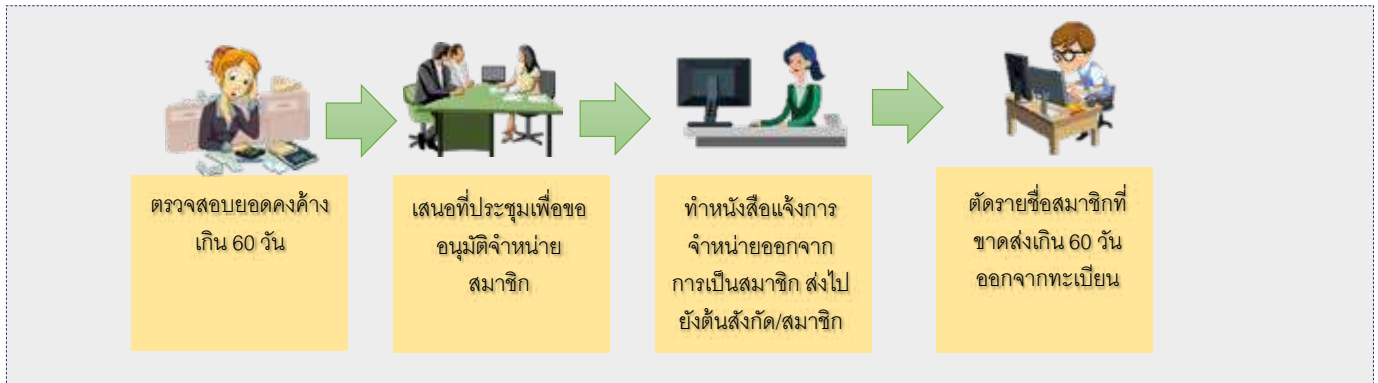 ตรวจสอบยอดคงค้าง
เกิน 60 วัน
เสนอที่ประชุมเพื่อขอ
อนุมัติจำหน่าย
สมาชิก
ทำหนังสือแจ้งการ
จำหน่ายออกจาก
การเป็นสมาชิก ส่งไป
ยังต้นสังกัด/สมาชิก
ตัดรายชื่อสมาชิกที่
ขาดส่งเกิน 60 วัน
ออกจากทะเบียน